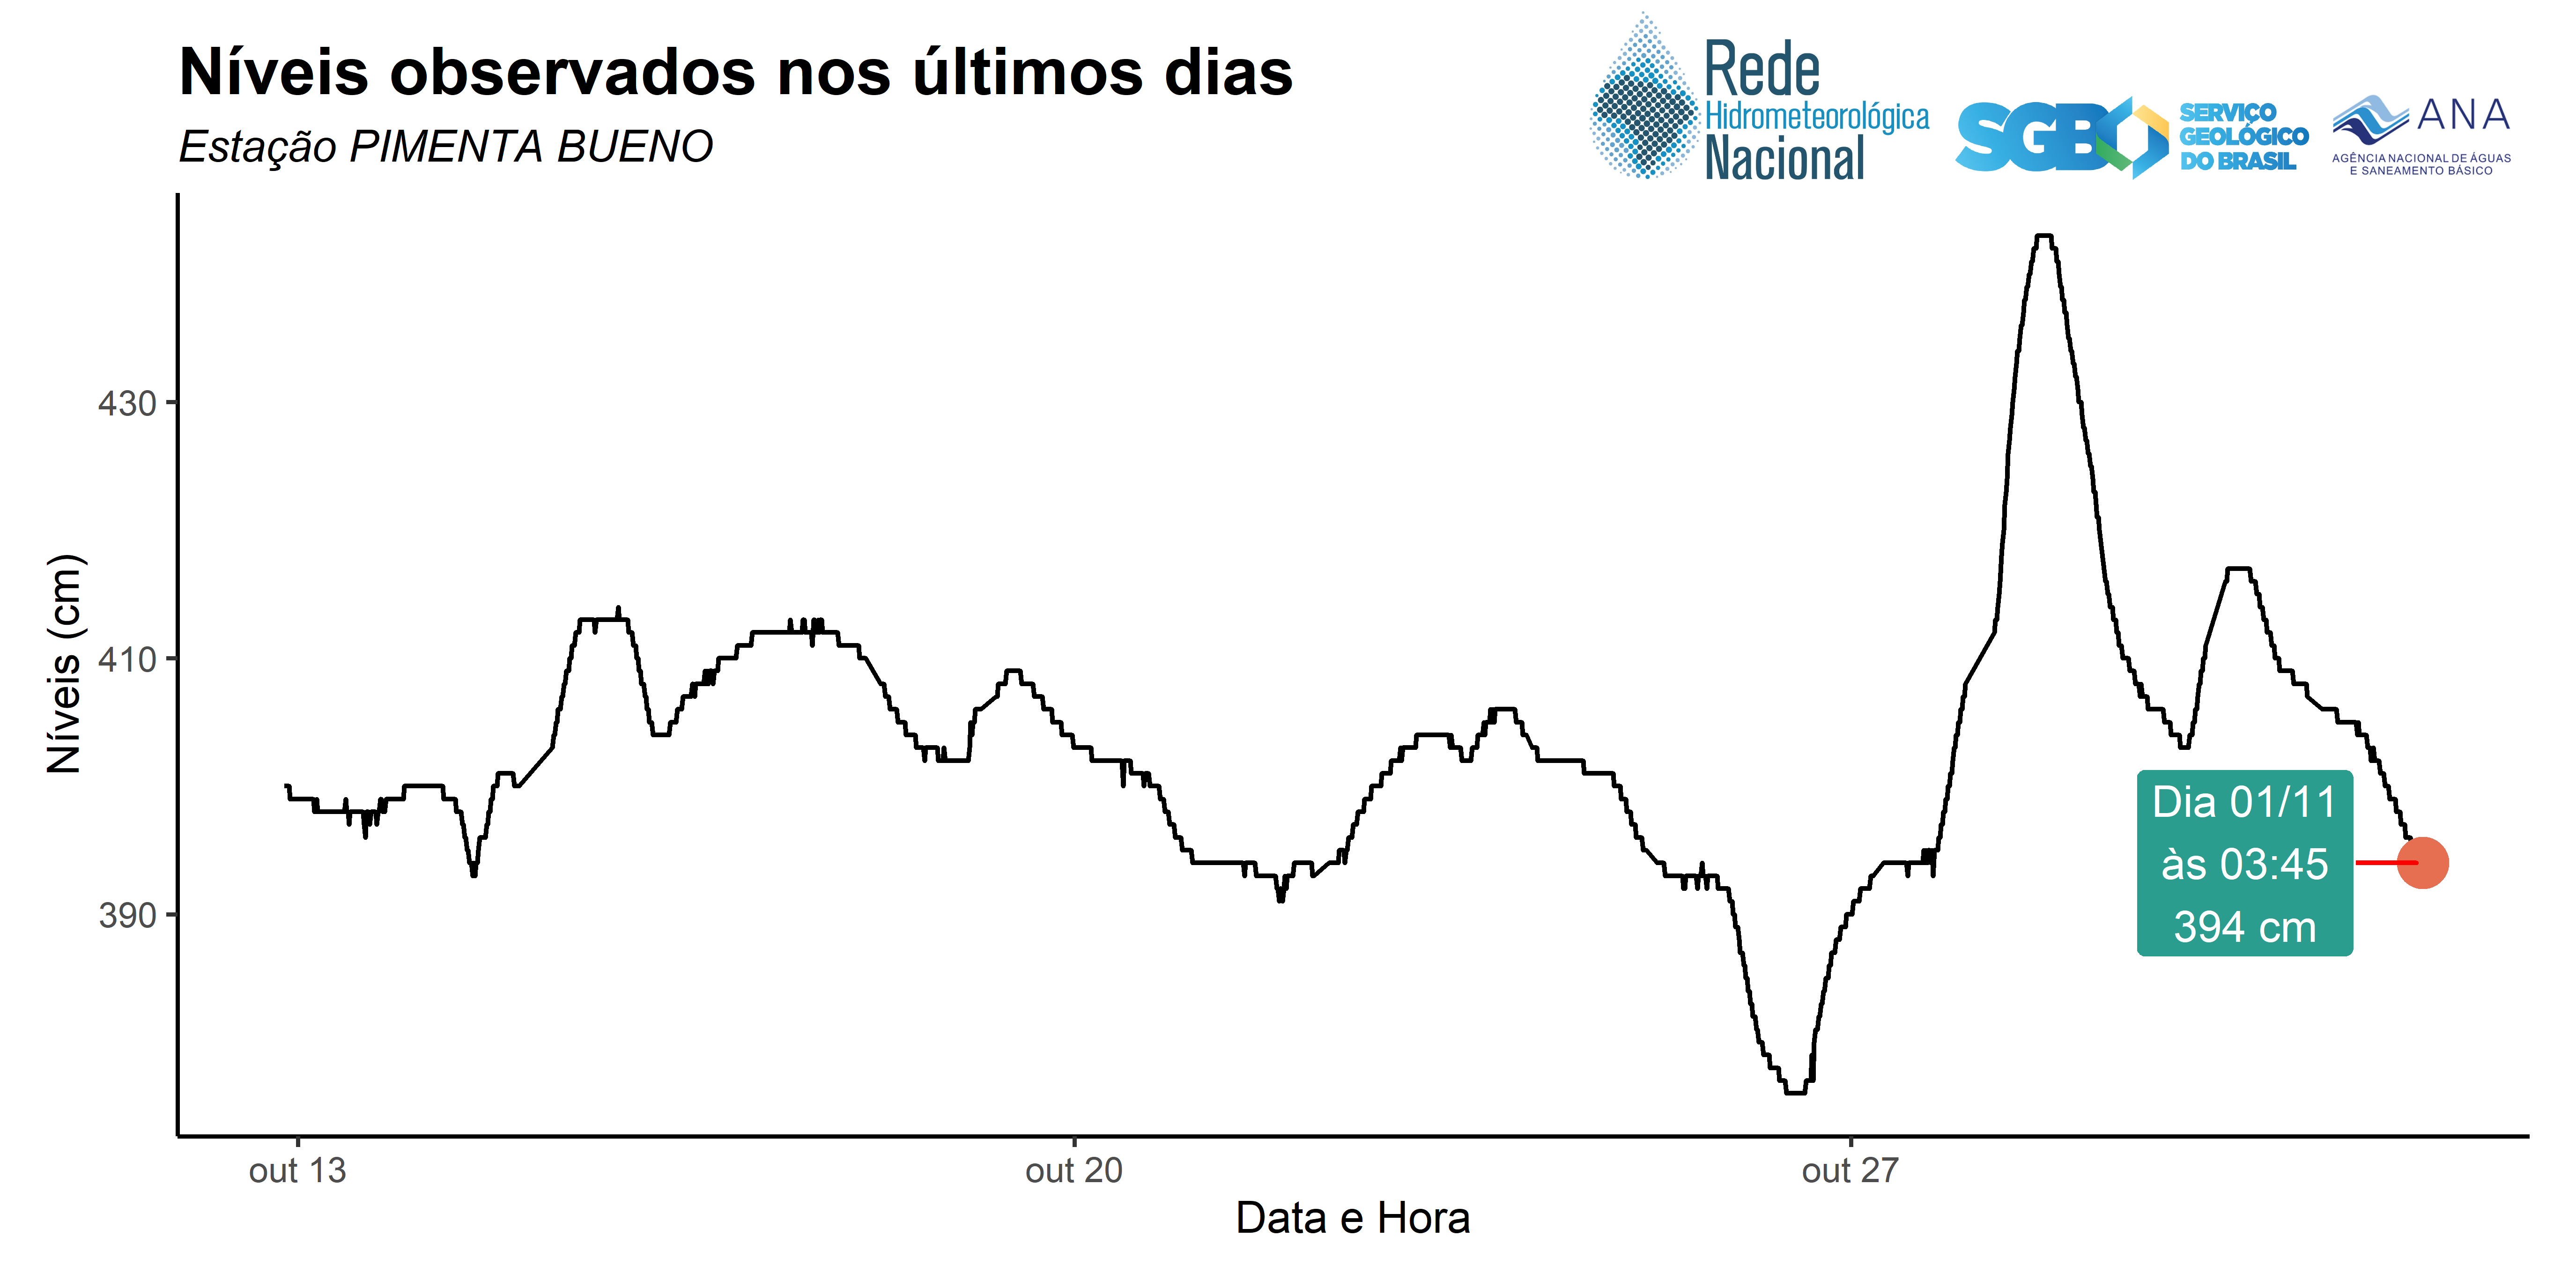 Níveis observados nos últimos dias
Estação PIMENTA BUENO
Rede
Hidrometeorológica
Nacional
SGB
SERVIÇO
GEOLÓGICO
DO BRASIL
ANA
AGÊNCIA NACIONAL DE ÁGUAS
E SANEAMENTO BÁSICO
Níveis (cm)
430
410
390
Dia 01/11
às 03:45
394 cm
out 13
out 20
out 27
Data e Hora